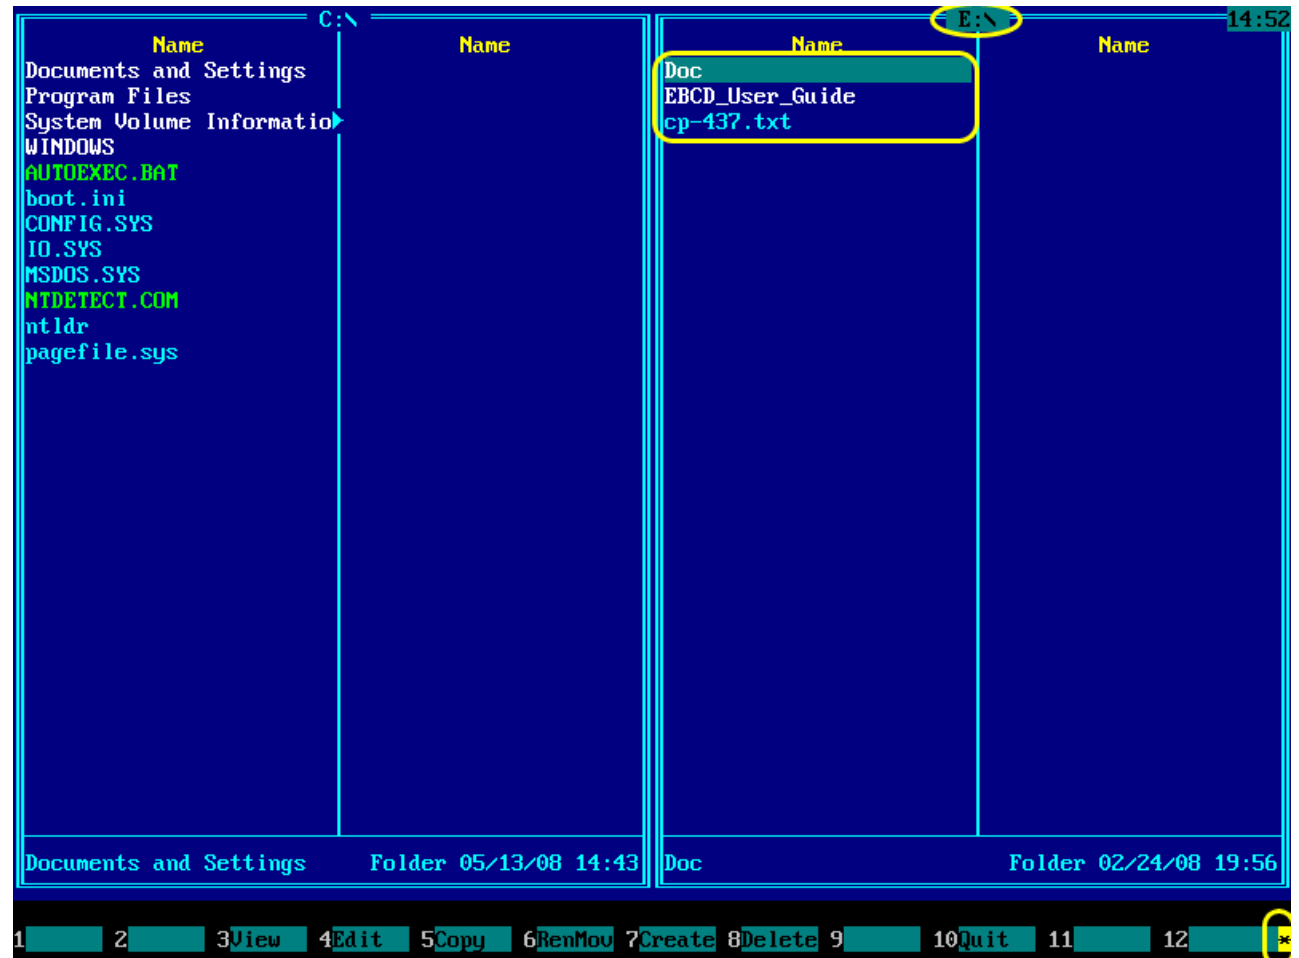 C:\
Name Name
Documents and Settings
Program Files
System Volume Informatio
WINDOWS
AUTOEXEC.BAT
boot.ini
CONFIG.SYS
IO.SYS
MSDOS.SYS
NTDETECT.COM
ntldr
pagefile.sys
Documents and Settings Folder 05/13/08 14:43
E:\ 14:52
Name Name
Doc
EBCD_User_Guide
cp-437.txt
Doc Folder 02/24/08 19:56
1 2 3View 4Edit 5Copy 6RenMov 7Create 8Delete 9 10Quit 11 12 *